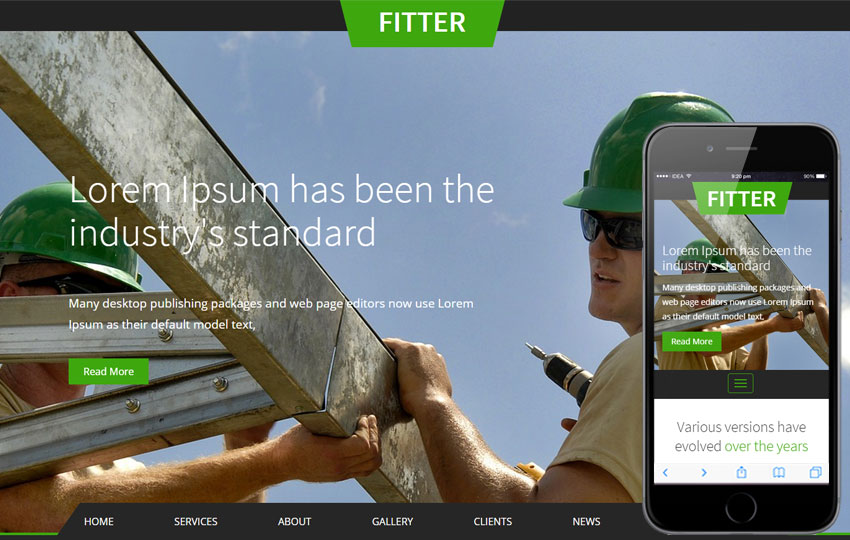 FITTER
Lorem Ipsum has been the
industry's standard
Many desktop publishing packages and web page editors now use Lorem
Ipsum as their default model text,
Read More
HOME SERVICES ABOUT GALLERY CLIENTS NEWS
IDEA 9:20 pm 90%
FITTER
Lorem Ipsum has been the
industry's standard
Many desktop publishing packages and
web page editors now use Lorem Ipsum
as their default model text,
Read More
Various versions have
evolved over the years